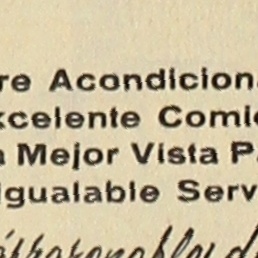 re Acondiciona
xcelente Comi
a Mejor Vista P
Igualable Serv